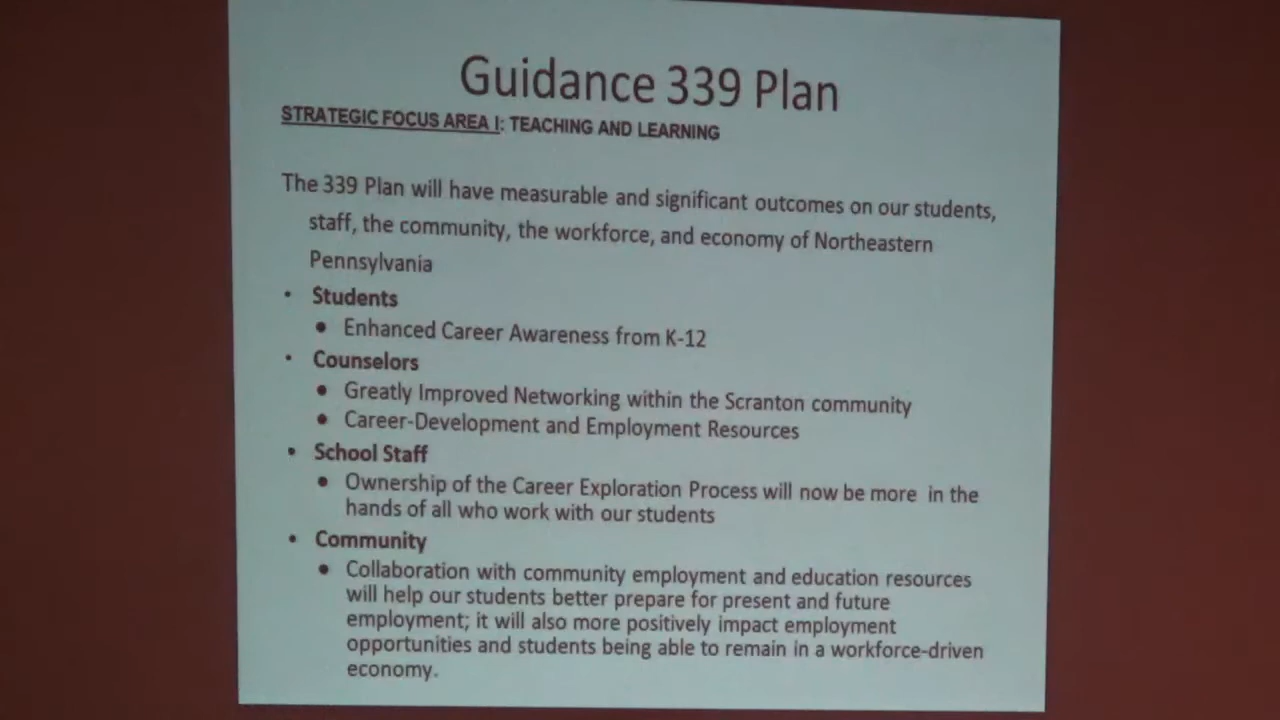 Guidance 339 Plan
STRATEGIC FOCUS AREA I: TEACHING AND LEARNING
The 339 Plan will have measurable and significant outcomes on our students,
staff, the community, the workforce, and economy of Northeastern
Pennsylvania
• Students
• Enhanced Career Awareness from K-12
• Counselors
• Greatly Improved Networking within the Scranton community
• Career-Development and Employment Resources
• School Staff
• Ownership of the Career Exploration Process will now be more in the
hands of all who work with our students
• Community
• Collaboration with community employment and education resources
will help our students better prepare for present and future
employment; it will also more positively impact employment
opportunities and students being able to remain in a workforce-driven
economy.